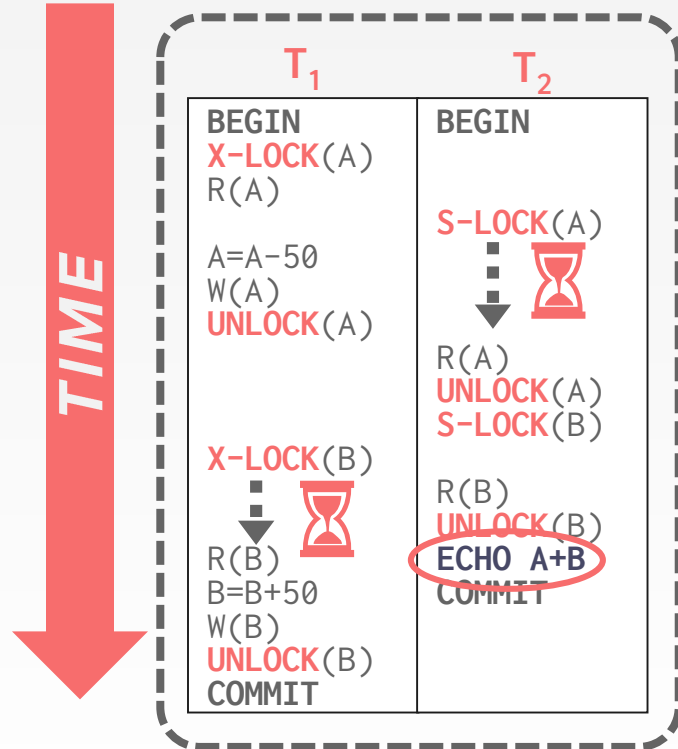 TIME
T1
BEGIN
X-LOCK(A)
R(A)
A=A-50
W(A)
UNLOCK(A)
X-LOCK(B)
R(B)
B=B+50
W(B)
UNLOCK(B)
COMMIT
T2
BEGIN
S-LOCK(A)
R(A)
UNLOCK(A)
S-LOCK(B)
R(B)
UNLOCK(B)
ECHO A+B
COMMIT